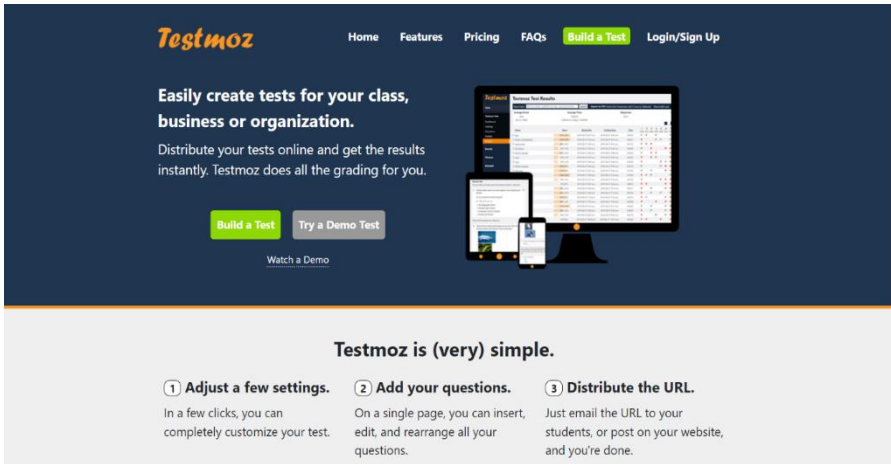 Testmoz
Home Features Pricing FAQs Build a Test Login/Sign Up
Easily create tests for your class,
business or organization.
Distribute your tests online and get the results
instantly. Testmoz does all the grading for you.
Build a Test Try a Demo Test
Watch a Demo
Testmoz
Testmoz Test Results
Testmoz is (very) simple.
1 Adjust a few settings.
In a few clicks, you can
completely customize your test.
2 Add your questions.
On a single page, you can insert,
edit, and rearrange all your
questions.
3 Distribute the URL.
Just email the URL to your
students, or post on your website,
and you're done.